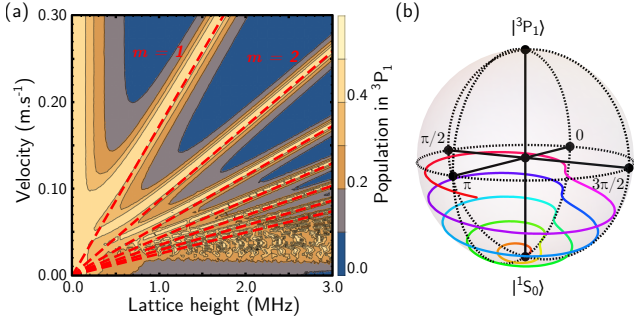 (a)
0.30
0.20
0.10
0.00
Velocity (m.s⁻¹)
m = 1
m = 2
0.0
1.0
2.0
3.0
Lattice height (MHz)
0.4
0.2
0.0
Population in ³P₁
(b)
|³P₁⟩
π/2
0
π
3π/2
|¹S₀⟩